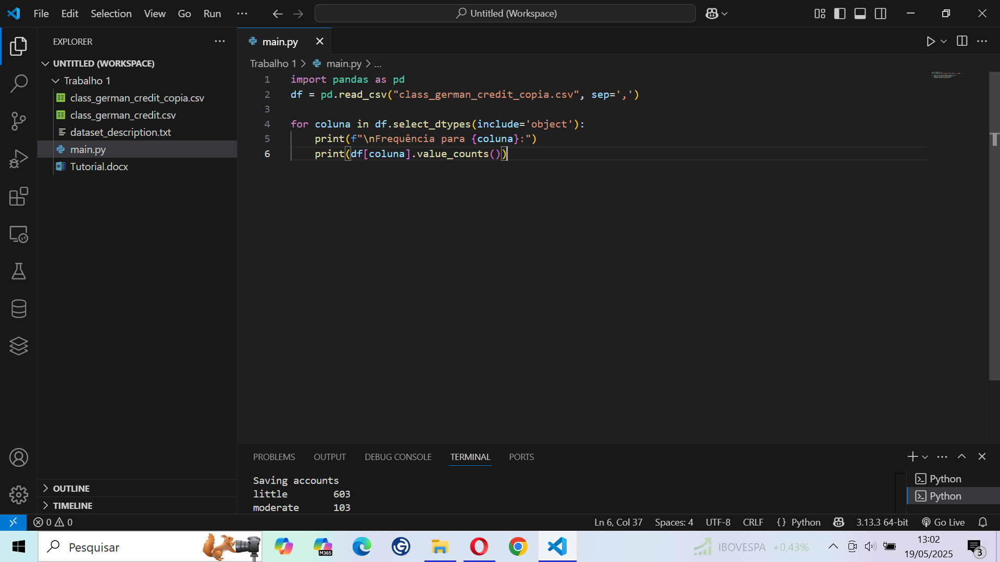 File Edit Selection View Go Run ... Untitled (Workspace)
EXPLORER ...
UNTITLED (WORKSPACE)
Trabalho 1
class_german_credit_copia.csv
class_german_credit.csv
dataset_description.txt
main.py
Tutorial.docx
OUTLINE
TIMELINE
main.py
Trabalho 1 > main.py > ...
1 import pandas as pd
2 df = pd.read_csv("class_german_credit_copia.csv", sep=',')
3
4 for coluna in df.select_dtypes(include='object'):
5     print(f"\nFrequência para {coluna}:")
6     print(df[coluna].value_counts())
PROBLEMS OUTPUT DEBUG CONSOLE TERMINAL PORTS
Saving accounts
little 603
moderate 103
Python
Python
0 0 Ln 6, Col 37 Spaces: 4 UTF-8 CRLF {} Python 3.13.3 64-bit Go Live
Pesquisar
M365
IBOVESPA +0,43%
13:02
19/05/2025
3